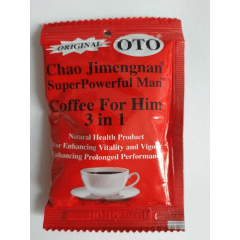 ORIGINAL
OTO
Chao Jimengnan
SuperPowerful Man
Coffee For Him
3 in 1
Natural Health Product
For Enhancing Vitality and Vigour
Enhancing Prolonged Performance